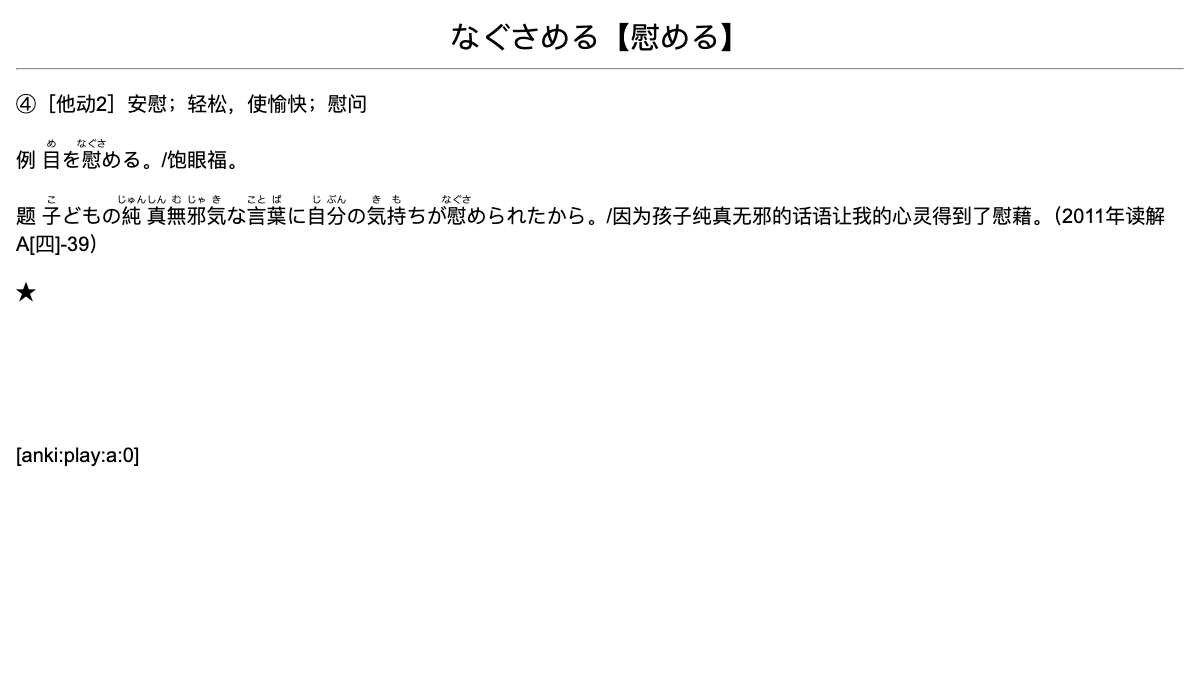 なぐさめる【慰める】
④［他动2］安慰；轻松，使愉快；慰问
め なぐさ
例 目を慰める。/饱眼福。
こ じゅんしん む じゃ き こと ば じ ぶん き も なぐさ
题 子どもの純真無邪気な言葉に自分の気持ちが慰められたから。/因为孩子纯真无邪的话语让我的心灵得到了慰藉。（2011年读解
A[四]-39）
★
[anki:play:a:0]